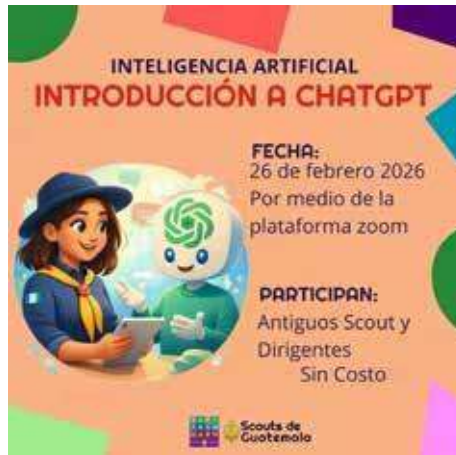 INTELIGENCIA ARTIFICIAL
INTRODUCCIÓN A CHATGPT
FECHA:
26 de febrero 2026
Por medio de la
plataforma zoom
PARTICIPAN:
Antiguos Scout y
Dirigentes
Sin Costo
Scouts de
Guatemala